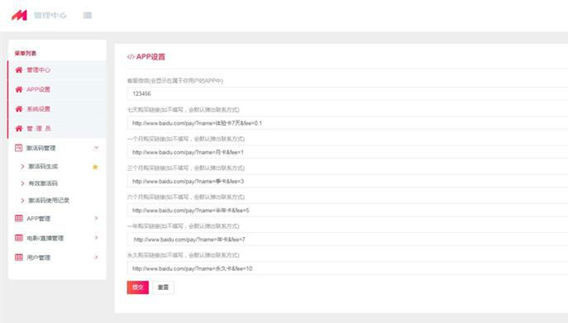 管理中心
菜单列表
管理中心
APP设置
系统设置
管 理 员
激活码管理
激活码生成
有效激活码
激活码使用记录
APP管理
电影/直播管理
用户管理
</> APP设置
客服微信(会显示在属于你用户的APP中)
123456
七天购买链接(如不填写，会默认弹出联系方式)
http://www.baidu.com/pay/?name=体验卡7天&fee=0.1
一个月购买链接(如不填写，会默认弹出联系方式)
http://www.baidu.com/pay/?name=月卡&fee=1
三个月购买链接(如不填写，会默认弹出联系方式)
http://www.baidu.com/pay/?name=季卡&fee=3
六个月购买链接(如不填写，会默认弹出联系方式)
http://www.baidu.com/pay/?name=半年卡&fee=5
一年购买链接(如不填写，会默认弹出联系方式)
http://www.baidu.com/pay/?name=年卡&fee=7
永久购买链接(如不填写，会默认弹出联系方式)
http://www.baidu.com/pay/?name=永久卡&fee=10
提交
重置